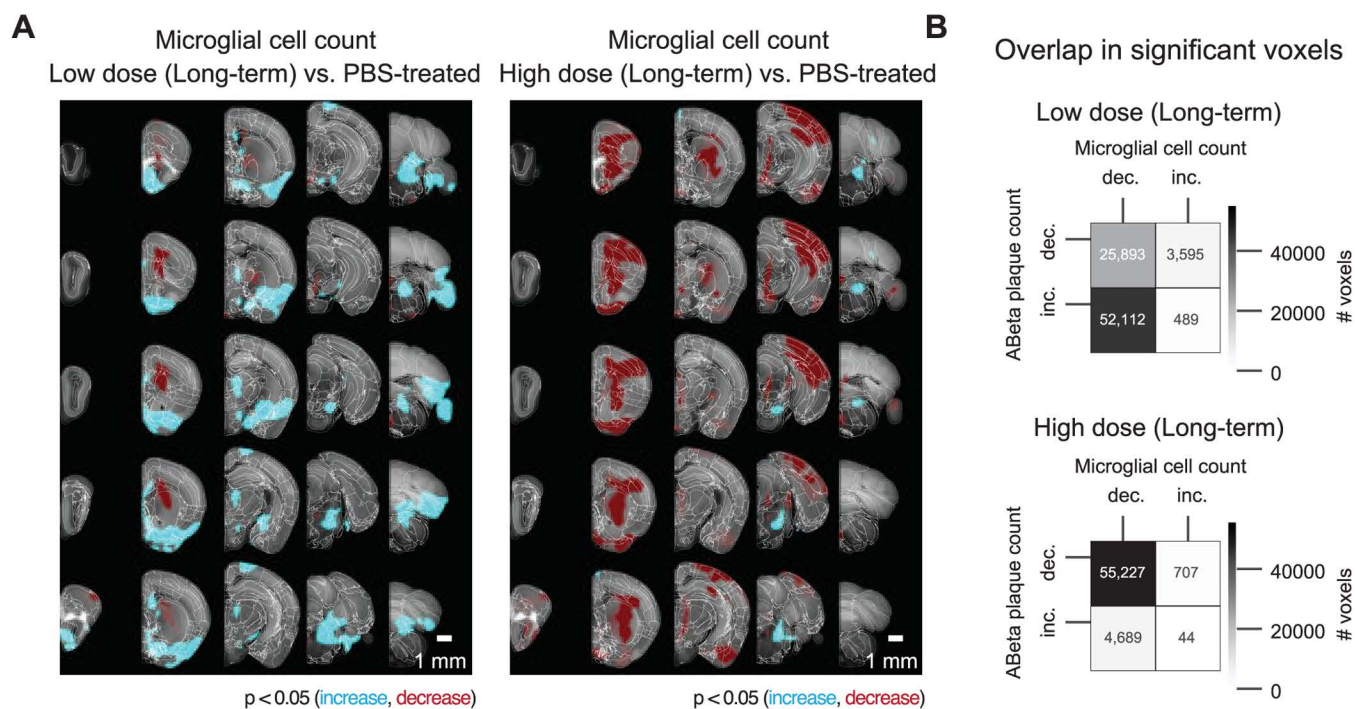 A
Microglial cell count
Low dose (Long-term) vs. PBS-treated
1 mm
p < 0.05 (increase, decrease)
Microglial cell count
High dose (Long-term) vs. PBS-treated
1 mm
p < 0.05 (increase, decrease)
B
Overlap in significant voxels
Low dose (Long-term)
Microglial cell count
dec. inc.
ABeta plaque count
dec.
inc.
25,893 3,595
52,112 489
40000
20000
0
# voxels
High dose (Long-term)
Microglial cell count
dec. inc.
ABeta plaque count
dec.
inc.
55,227 707
4,689 44
40000
20000
0
# voxels